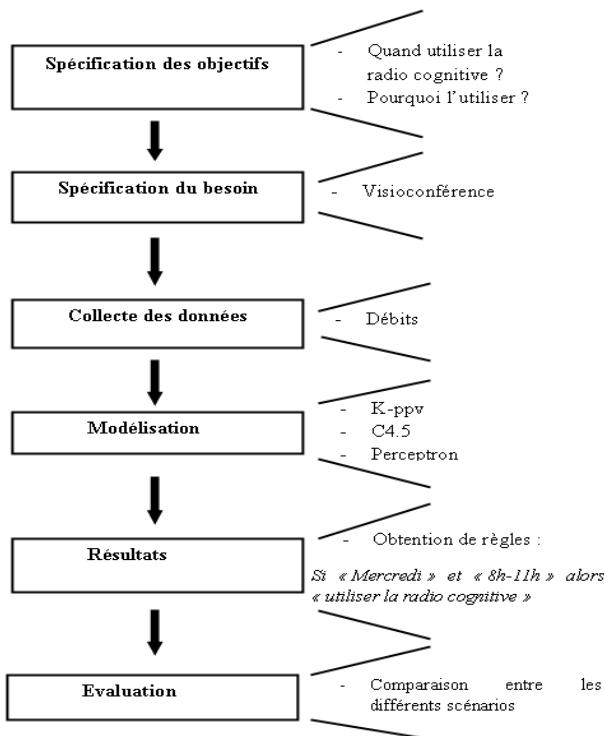 Spécification des objectifs
- Quand utiliser la
radio cognitive ?
- Pourquoi l'utiliser ?
Spécification du besoin
- Visioconférence
Collecte des données
- Débits
Modélisation
- K-ppv
- C4.5
- Perceptron
Résultats
- Obtention de règles :
Si « Mercredi » et « 8h-11h » alors
« utiliser la radio cognitive »
Evaluation
- Comparaison entre les
différents scénarios